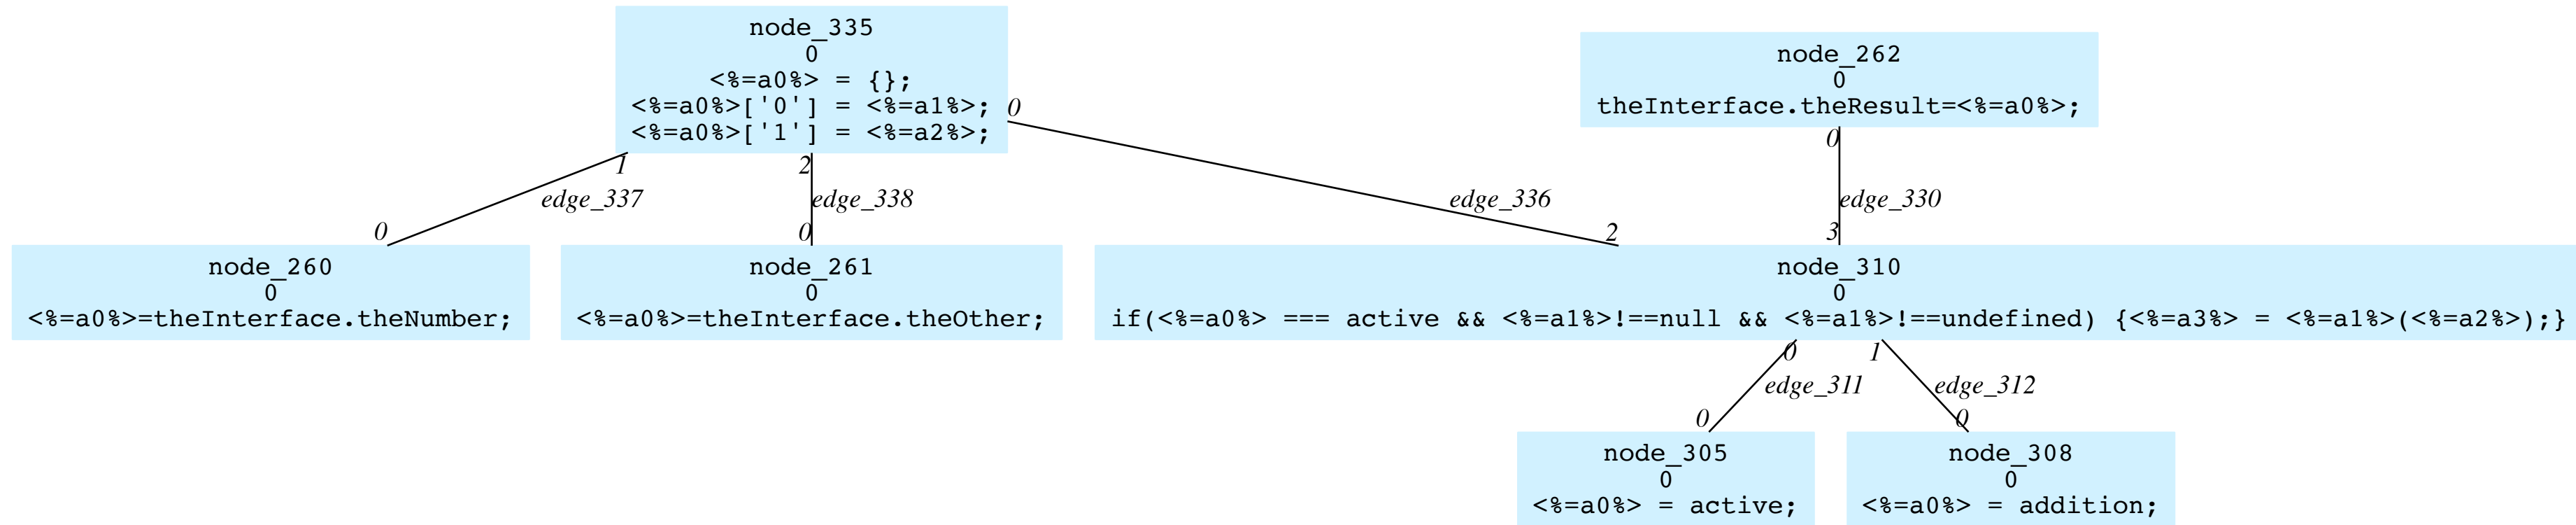 node_335
0
<%=a0%> = {};
<%=a0%>['0'] = <%=a1%>;
<%=a0%>['1'] = <%=a2%>;
0
node_262
0
theInterface.theResult=<%=a0%>;
1
2
0
edge_337
edge_338
edge_336
edge_330
0
0
2
3
node_260
0
<%=a0%>=theInterface.theNumber;
node_261
0
<%=a0%>=theInterface.theOther;
node_310
0
if(<%=a0%> === active && <%=a1%>!==null && <%=a1%>!==undefined) {<%=a3%> = <%=a1%>(<%=a2%>);}
0
1
edge_311
edge_312
0
0
node_305
0
<%=a0%> = active;
node_308
0
<%=a0%> = addition;